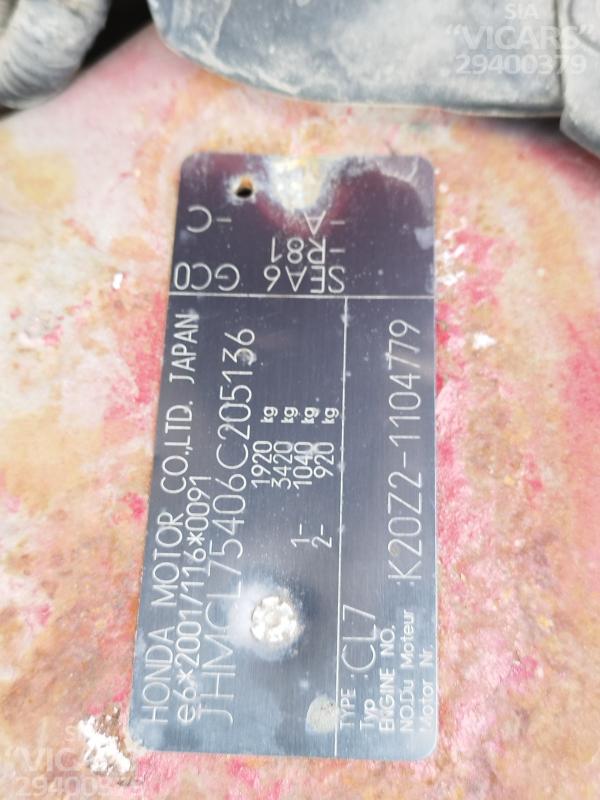 SIA
"VICARS"
29400379
HONDA MOTOR CO.,LTD. JAPAN
e6*2001/116*0091
JHMCL75406C205136
1920 kg
3420 kg
1- 1040 kg
2- 920 kg
TYPE
Typ : CL7
ENGINE NO.
NO.Du Moteur
Motor Nr. : K20Z2-1104779
GC0 -C
SEA6 -A
R81
SIA
"VICARS"
29400379